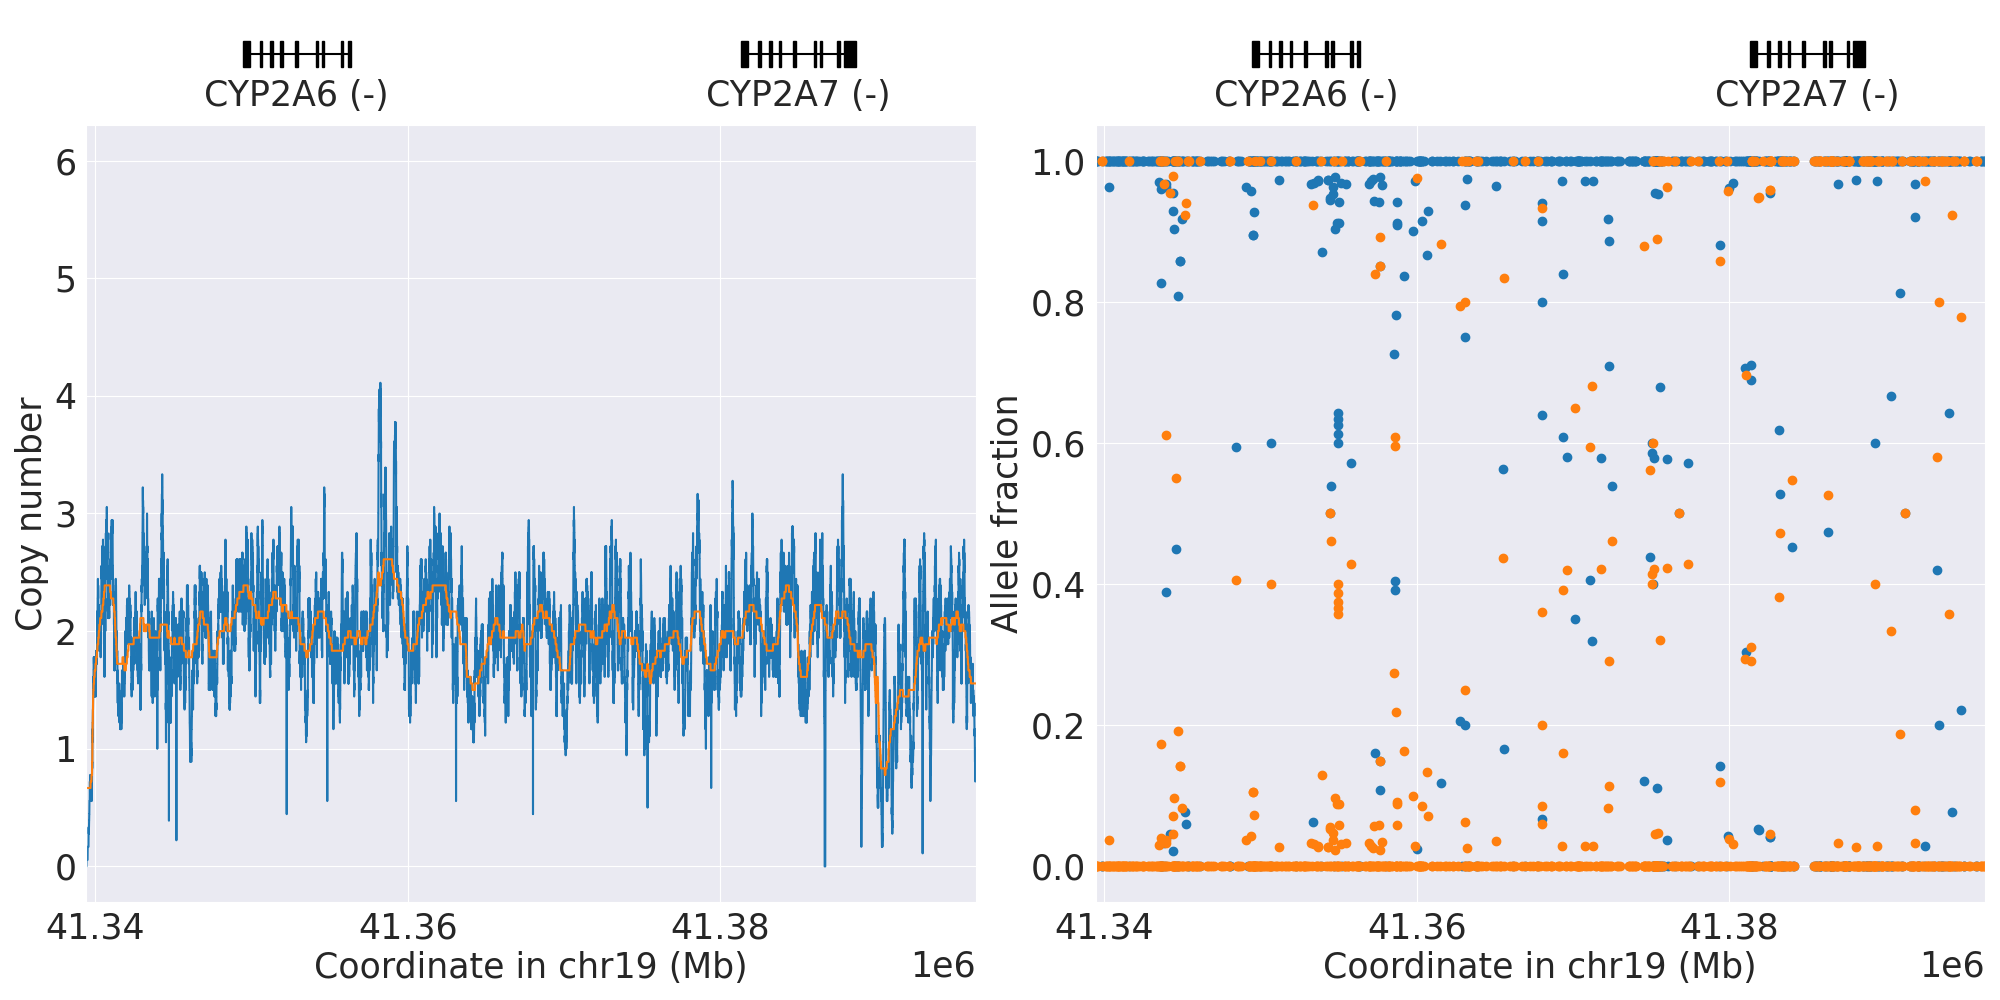 CYP2A6 (-) CYP2A7 (-)
CYP2A6 (-) CYP2A7 (-)
Copy number
6
5
4
3
2
1
0
41.34 41.36 41.38
Coordinate in chr19 (Mb) 1e6
Allele fraction
1.0
0.8
0.6
0.4
0.2
0.0
41.34 41.36 41.38
Coordinate in chr19 (Mb) 1e6